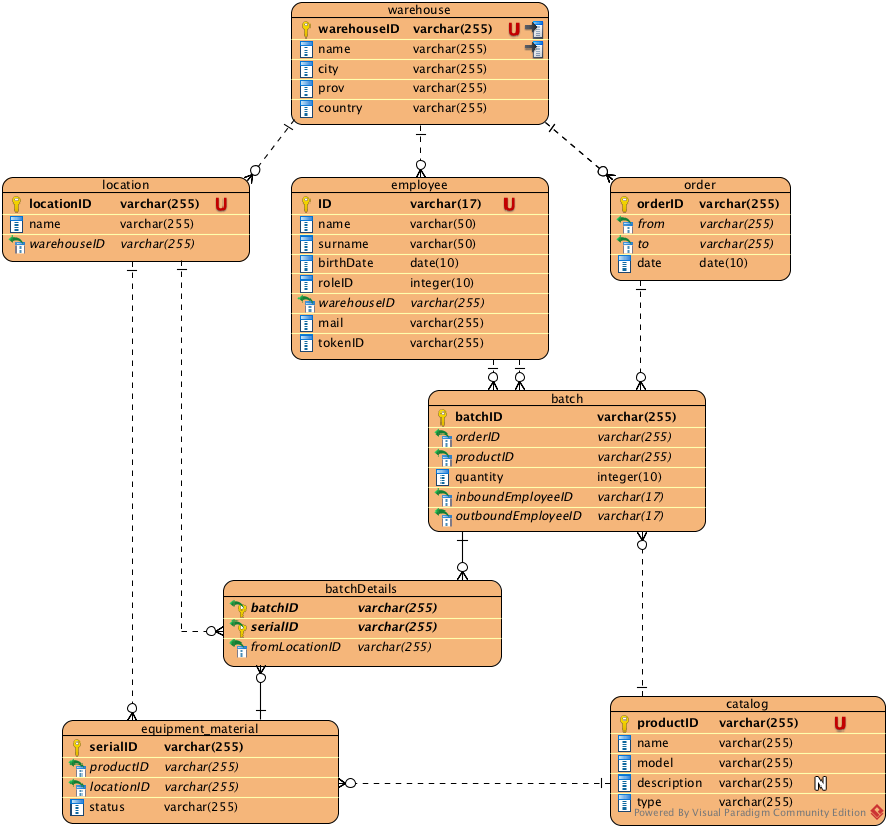 warehouse
warehouseID varchar(255) U
name varchar(255)
city varchar(255)
prov varchar(255)
country varchar(255)
location
locationID varchar(255) U
name varchar(255)
warehouseID varchar(255)
employee
ID varchar(17) U
name varchar(50)
surname varchar(50)
birthDate date(10)
roleID integer(10)
warehouseID varchar(255)
mail varchar(255)
tokenID varchar(255)
order
orderID varchar(255)
from varchar(255)
to varchar(255)
date date(10)
batch
batchID varchar(255)
orderID varchar(255)
productID varchar(255)
quantity integer(10)
inboundEmployeeID varchar(17)
outboundEmployeeID varchar(17)
batchDetails
batchID varchar(255)
serialID varchar(255)
fromLocationID varchar(255)
equipment_material
serialID varchar(255)
productID varchar(255)
locationID varchar(255)
status varchar(255)
catalog
productID varchar(255) U
name varchar(255)
model varchar(255)
description varchar(255) N
type varchar(255)
Powered By Visual Paradigm Community Edition